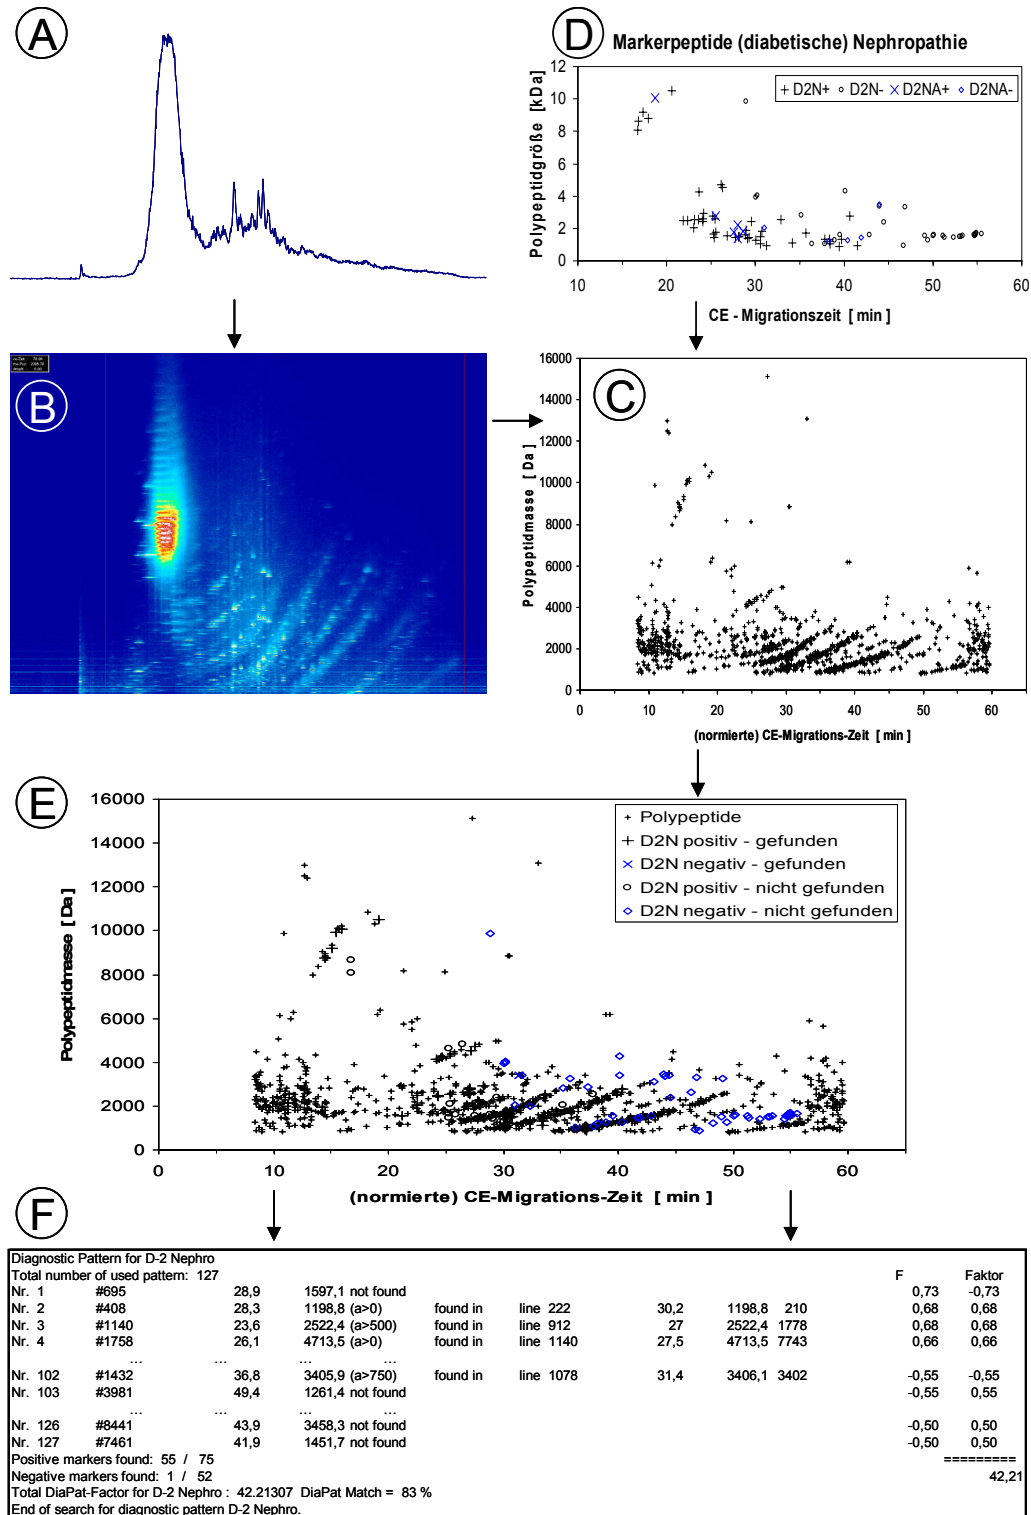 A
D
Markerpeptide (diabetische) Nephropathie
D2N+ D2N- D2NA+ D2NA-
Polypeptidgröße [kDa]
12
10
8
6
4
2
0
10 20 30 40 50 60
CE - Migrationszeit [ min ]
B
C
Polypeptidmasse [ Da ]
16000
14000
12000
10000
8000
6000
4000
2000
0
0 10 20 30 40 50 60
(normierte) CE-Migrations-Zeit [ min ]
E
Polypeptidmasse [ Da ]
16000
14000
12000
10000
8000
6000
4000
2000
0
Polypeptide
D2N positiv - gefunden
D2N negativ - gefunden
D2N positiv - nicht gefunden
D2N negativ - nicht gefunden
0 10 20 30 40 50 60
(normierte) CE-Migrations-Zeit [ min ]
F
Diagnostic Pattern for D-2 Nephro
Total number of used pattern: 127 F Faktor
Nr. 1 #695 28,9 1597,1 not found 0,73 -0,73
Nr. 2 #408 28,3 1198,8 (a>0) found in line 222 30,2 1198,8 210 0,68 0,68
Nr. 3 #1140 23,6 2522,4 (a>500) found in line 912 27 2522,4 1778 0,68 0,68
Nr. 4 #1758 26,1 4713,5 (a>0) found in line 1140 27,5 4713,5 7743 0,66 0,66
... ... ... ...
Nr. 102 #1432 36,8 3405,9 (a>750) found in line 1078 31,4 3406,1 3402 -0,55 -0,55
Nr. 103 #3981 49,4 1261,4 not found -0,55 0,55
... ... ... ...
Nr. 126 #8441 43,9 3458,3 not found -0,50 0,50
Nr. 127 #7461 41,9 1451,7 not found -0,50 0,50
Positive markers found: 55 / 75 =========
Negative markers found: 1 / 52 42,21
Total DiaPat-Factor for D-2 Nephro : 42.21307 DiaPat Match = 83 %
End of search for diagnostic pattern D-2 Nephro.